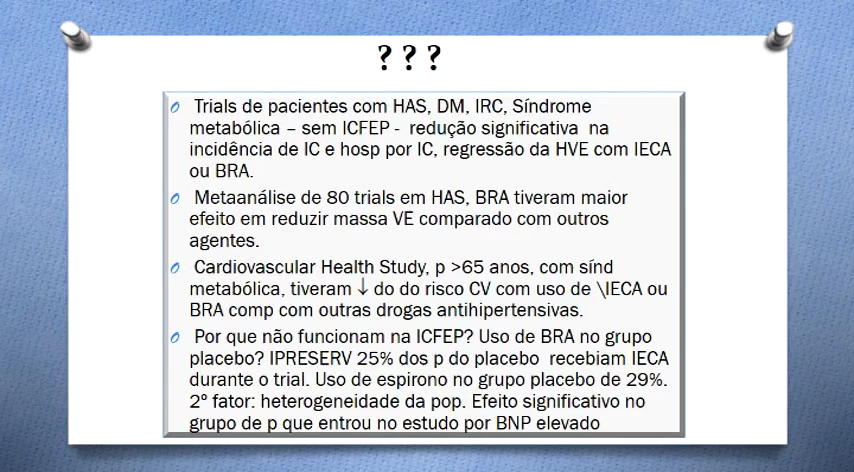 ? ? ?
Trials de pacientes com HAS, DM, IRC, Síndrome
metabólica – sem ICFEP - redução significativa na
incidência de IC e hosp por IC, regressão da HVE com IECA
ou BRA.
Metaanálise de 80 trials em HAS, BRA tiveram maior
efeito em reduzir massa VE comparado com outros
agentes.
Cardiovascular Health Study, p >65 anos, com sínd
metabólica, tiveram ↓ do do risco CV com uso de \IECA ou
BRA comp com outras drogas antihipertensivas.
Por que não funcionam na ICFEP? Uso de BRA no grupo
placebo? IPRESERV 25% dos p do placebo recebiam IECA
durante o trial. Uso de espirono no grupo placebo de 29%.
2º fator: heterogeneidade da pop. Efeito significativo no
grupo de p que entrou no estudo por BNP elevado